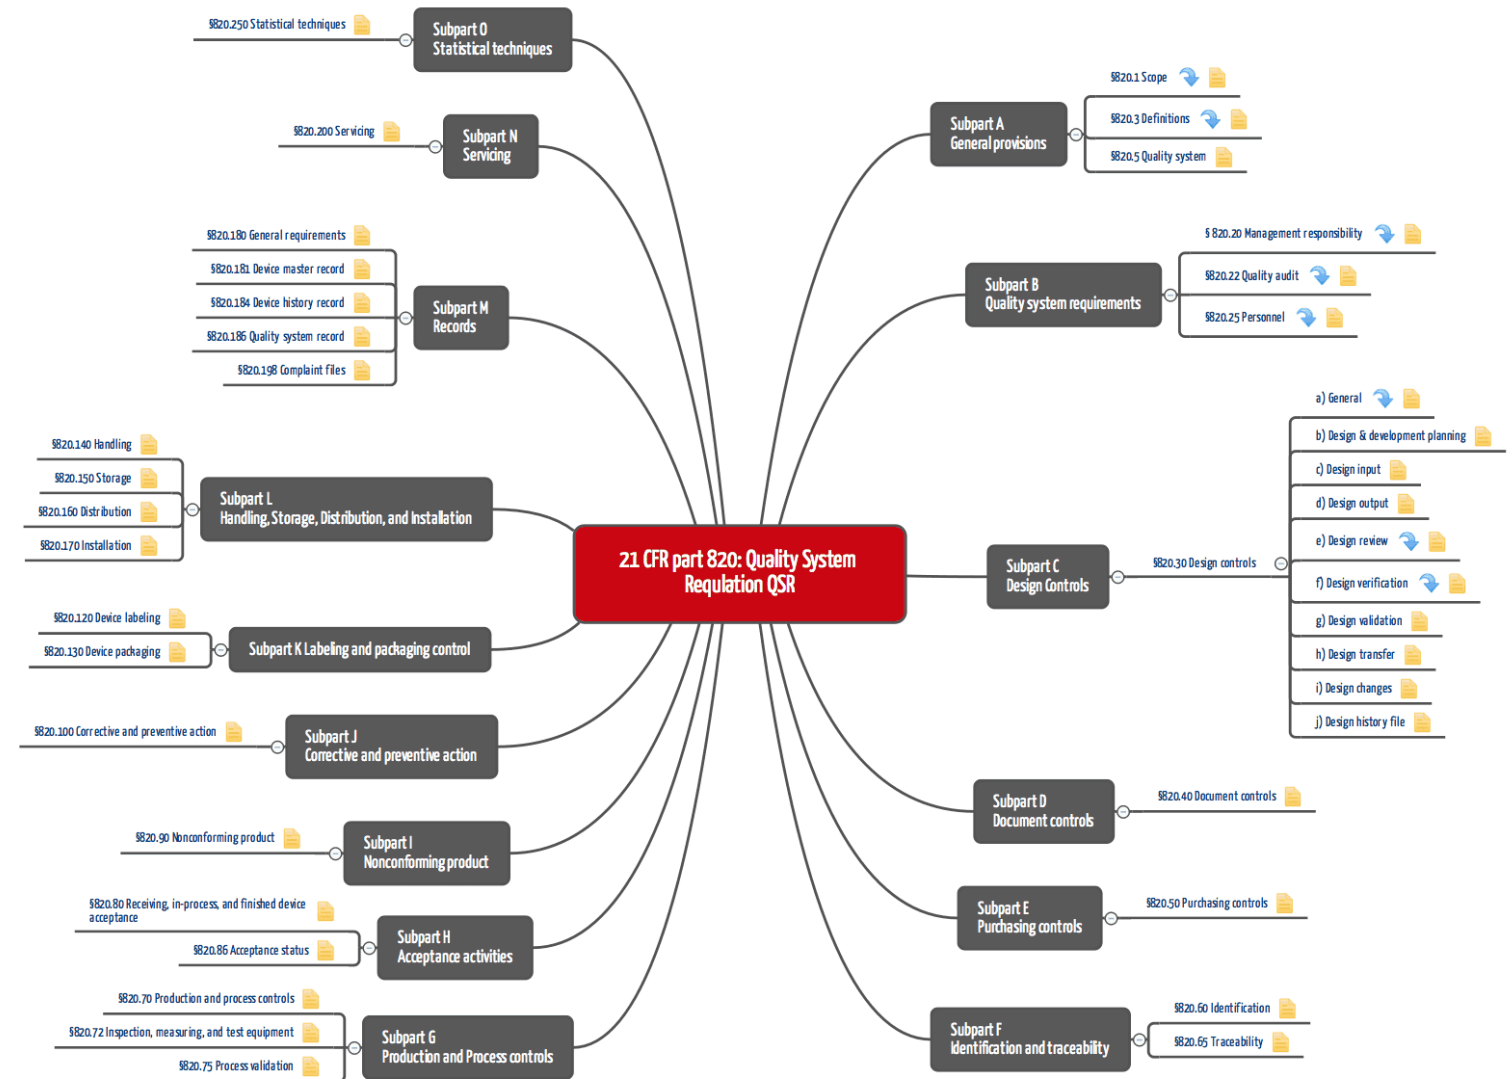 21 CFR part 820: Quality System
Requlation QSR
Subpart A
General provisions
§820.1 Scope
§820.3 Definitions
§820.5 Quality system
Subpart B
Quality system requirements
§ 820.20 Management responsibility
§820.22 Quality audit
§820.25 Personnel
Subpart C
Design Controls
§820.30 Design controls
a) General
b) Design & development planning
c) Design input
d) Design output
e) Design review
f) Design verification
g) Design validation
h) Design transfer
i) Design changes
j) Design history file
Subpart D
Document controls
§820.40 Document controls
Subpart E
Purchasing controls
§820.50 Purchasing controls
Subpart F
Identification and traceability
§820.60 Identification
§820.65 Traceability
Subpart G
Production and Process controls
§820.70 Production and process controls
§820.72 Inspection, measuring, and test equipment
§820.75 Process validation
Subpart H
Acceptance activities
§820.80 Receiving, in-process, and finished device
acceptance
§820.86 Acceptance status
Subpart I
Nonconforming product
§820.90 Nonconforming product
Subpart J
Corrective and preventive action
§820.100 Corrective and preventive action
Subpart K Labeling and packaging control
§820.120 Device labeling
§820.130 Device packaging
Subpart L
Handling, Storage, Distribution, and Installation
§820.140 Handling
§820.150 Storage
§820.160 Distribution
§820.170 Installation
Subpart M
Records
§820.180 General requirements
§820.181 Device master record
§820.184 Device history record
§820.186 Quality system record
§820.198 Complaint files
Subpart N
Servicing
§820.200 Servicing
Subpart O
Statistical techniques
§820.250 Statistical techniques